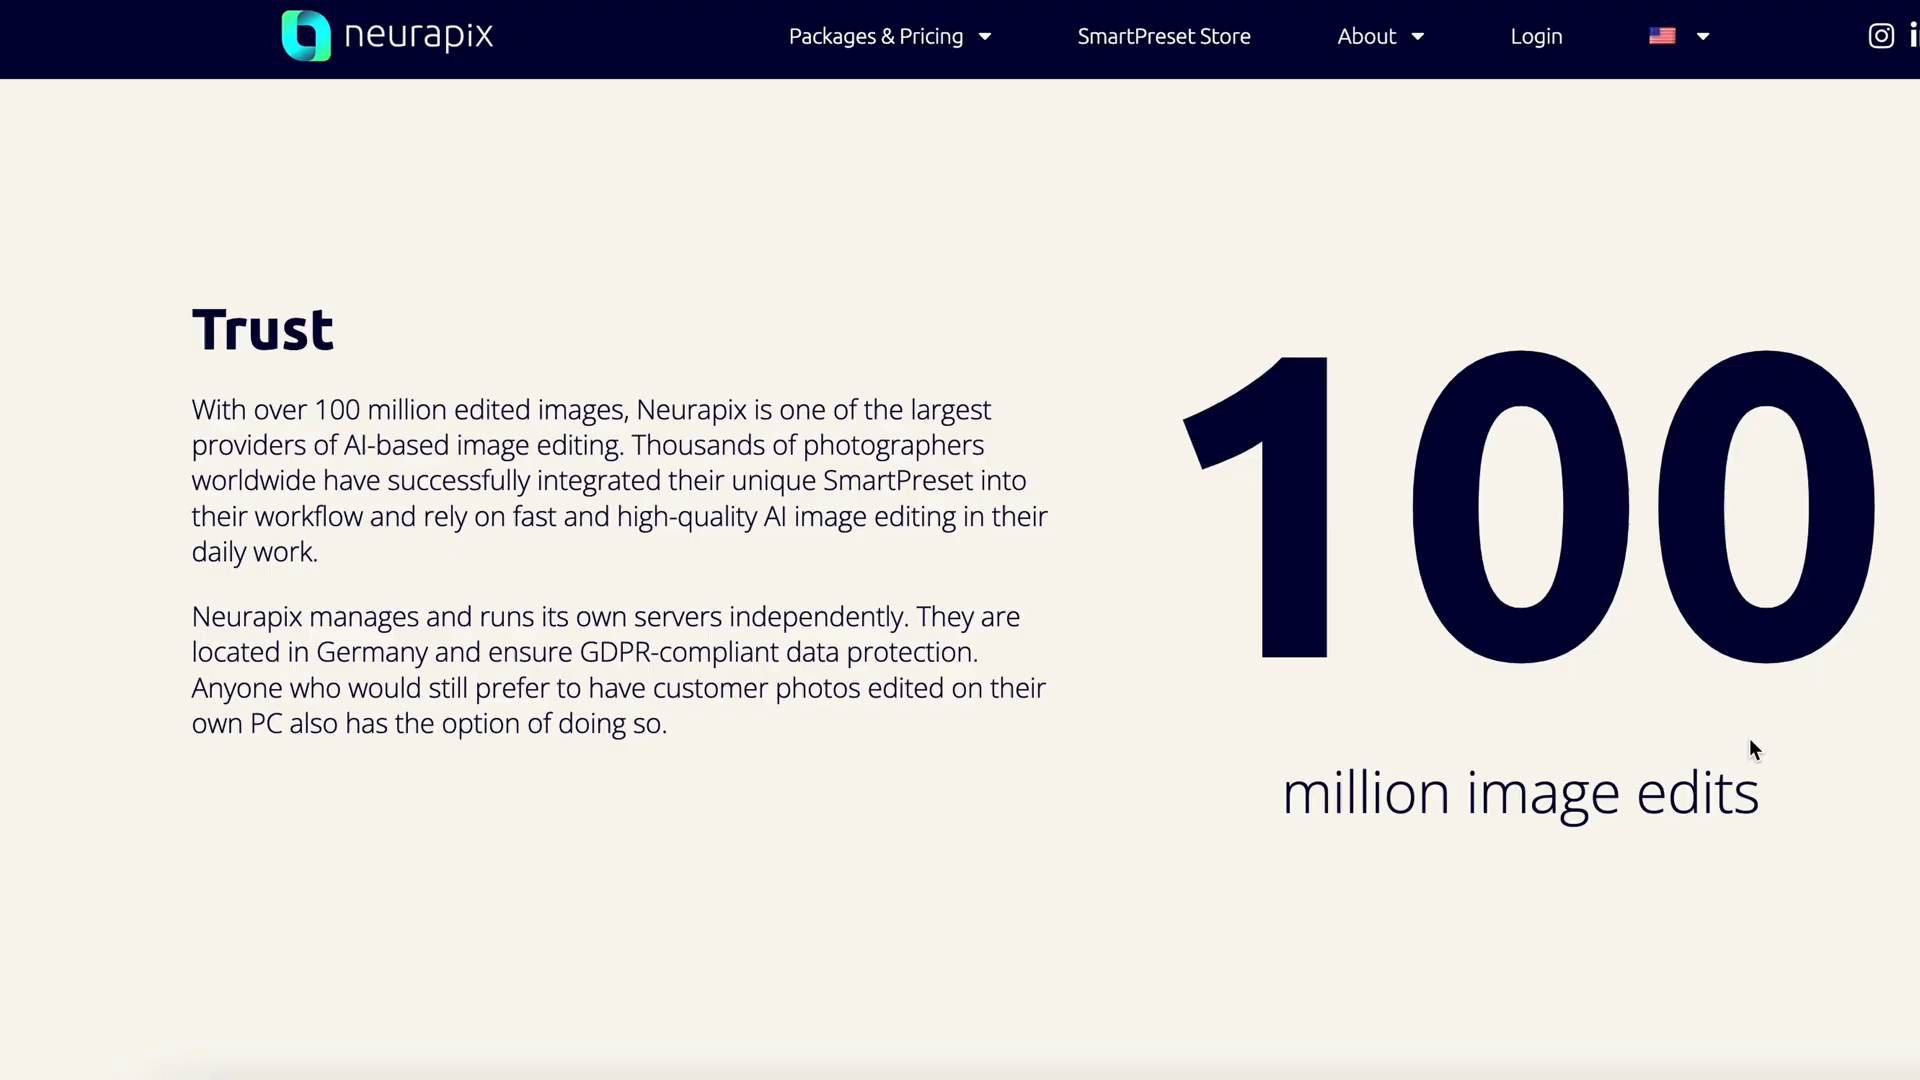 neurapix
Packages & Pricing
SmartPreset Store
About
Login
Trust
With over 100 million edited images, Neurapix is one of the largest
providers of AI-based image editing. Thousands of photographers
worldwide have successfully integrated their unique SmartPreset into
their workflow and rely on fast and high-quality AI image editing in their
daily work.
Neurapix manages and runs its own servers independently. They are
located in Germany and ensure GDPR-compliant data protection.
Anyone who would still prefer to have customer photos edited on their
own PC also has the option of doing so.
100
million image edits